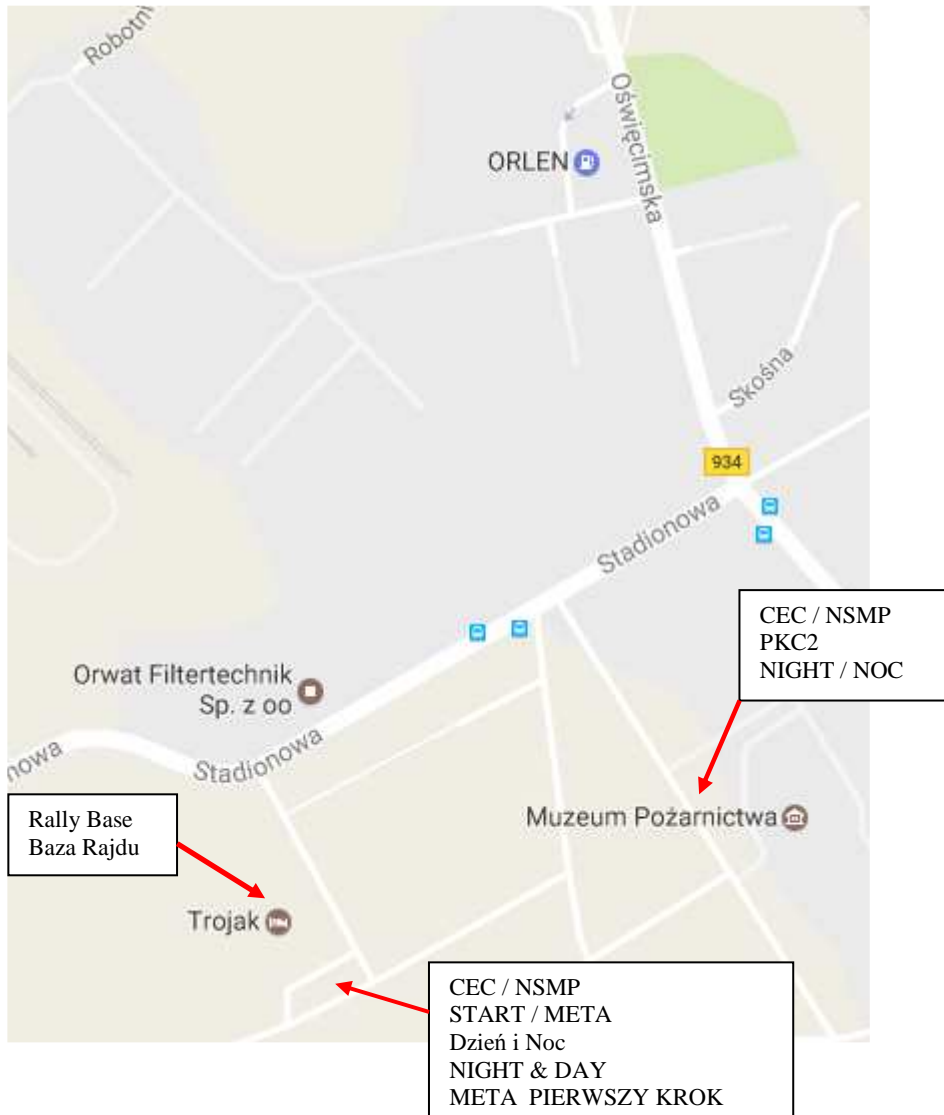 Robotn
Oświęcimska
ORLEN
Skośna
934
Stadionowa
CEC / NSMP
PKC2
NIGHT / NOC
Orwat Filtertechnik
Sp. z oo
nowa
Stadionowa
Rally Base
Baza Rajdu
Muzeum Pożarnictwa
Trojak
CEC / NSMP
START / META
Dzień i Noc
NIGHT & DAY
META PIERWSZY KROK